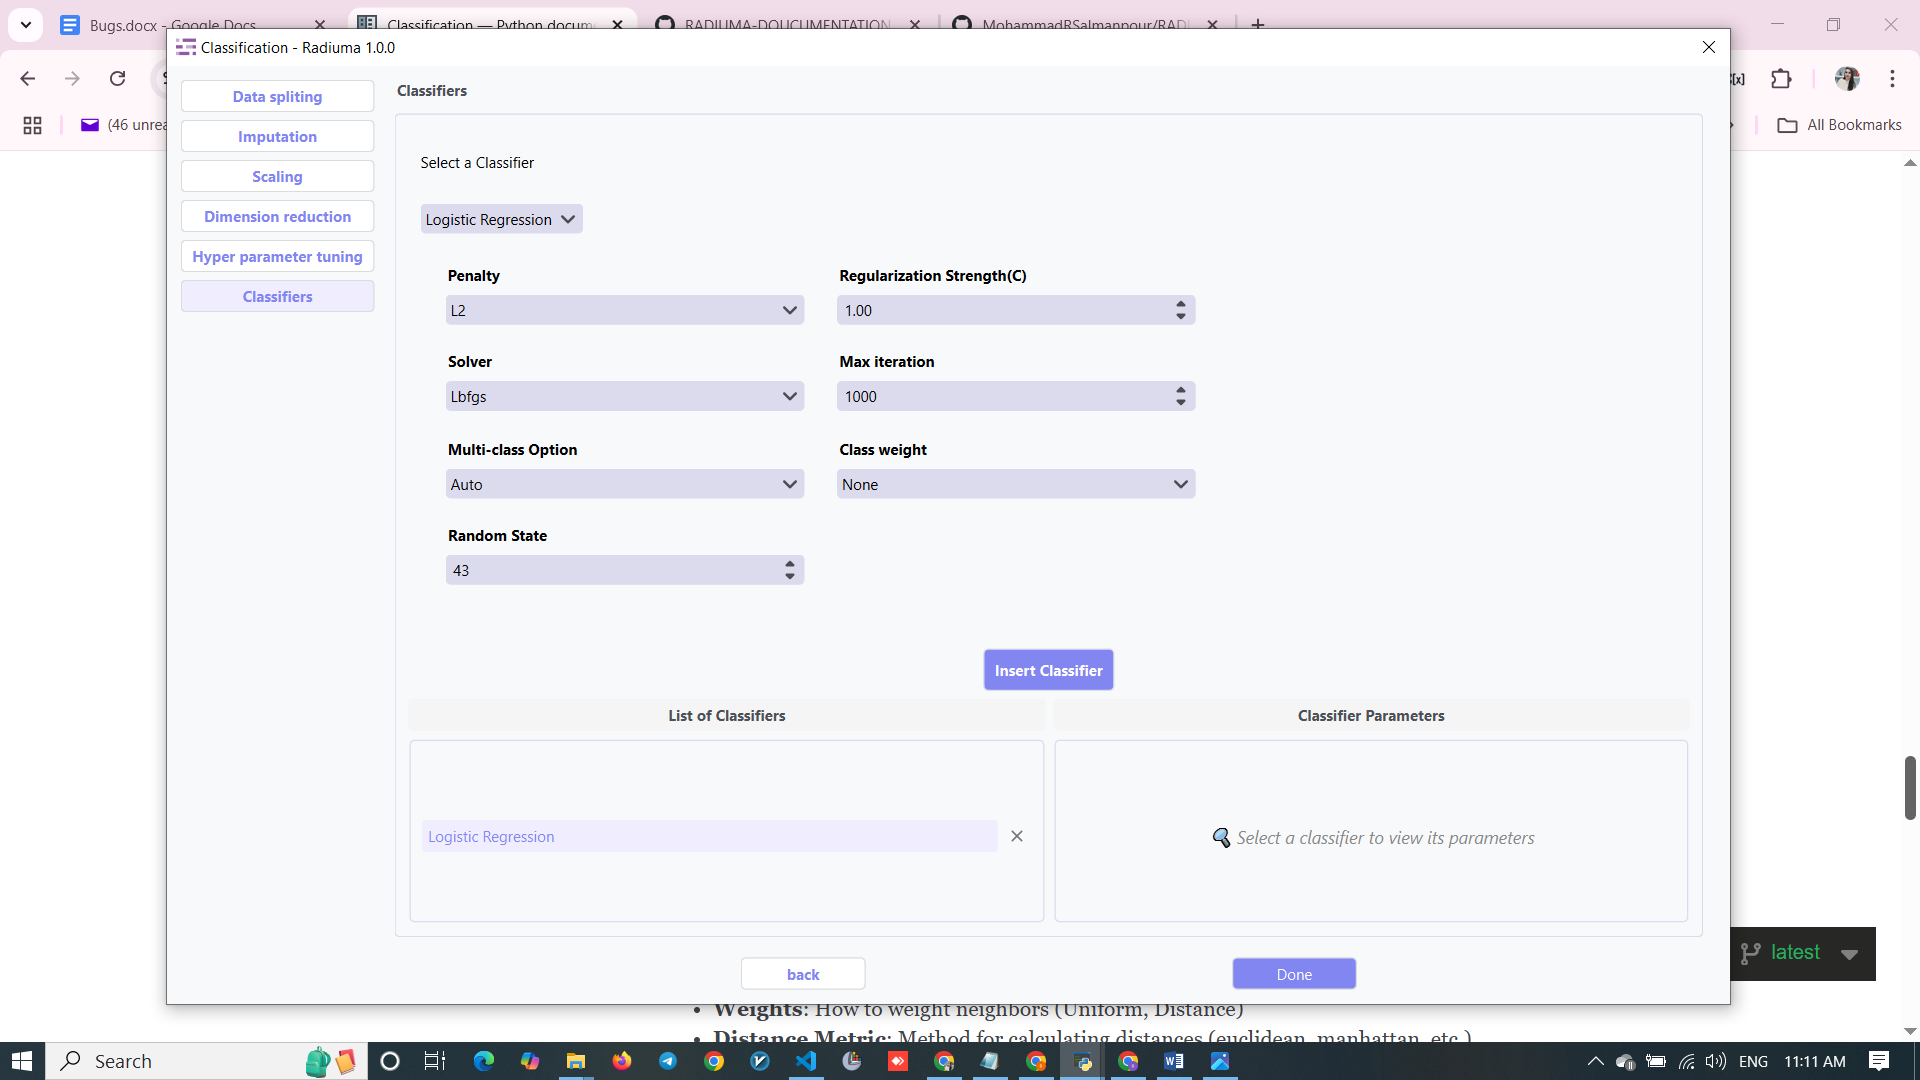 Bugs.docx - Google Docs
Classification — Python docum
RADIUMA-DOUCUMENTATION
MohammadRSalmanpour/RADI
Classification - Radiuma 1.0.0
(46 unrea
All Bookmarks
Data spliting
Imputation
Scaling
Dimension reduction
Hyper parameter tuning
Classifiers
Classifiers
Select a Classifier
Logistic Regression
Penalty
Regularization Strength(C)
L2
1.00
Solver
Max iteration
Lbfgs
1000
Multi-class Option
Class weight
Auto
None
Random State
43
Insert Classifier
List of Classifiers
Classifier Parameters
Logistic Regression
Select a classifier to view its parameters
back
Done
latest
• Weights: How to weight neighbors (Uniform, Distance)
• Distance Metric: Method for calculating distances (euclidean, manhattan, etc.)
Search
ENG
11:11 AM